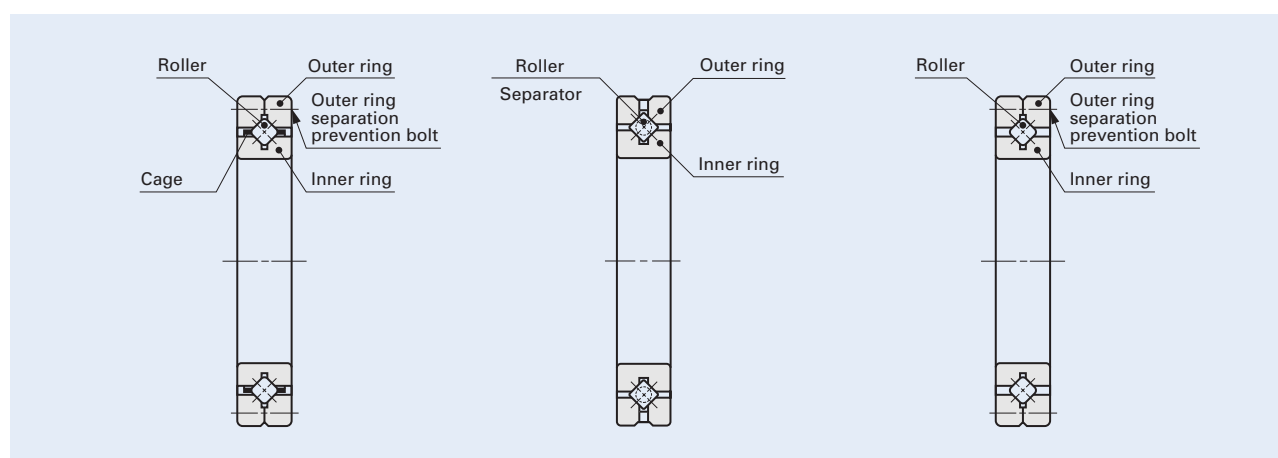 Roller
Outer ring
Outer ring
separation
prevention bolt
Cage
Inner ring
Roller
Separator
Outer ring
Inner ring
Roller
Outer ring
Outer ring
separation
prevention bolt
Inner ring